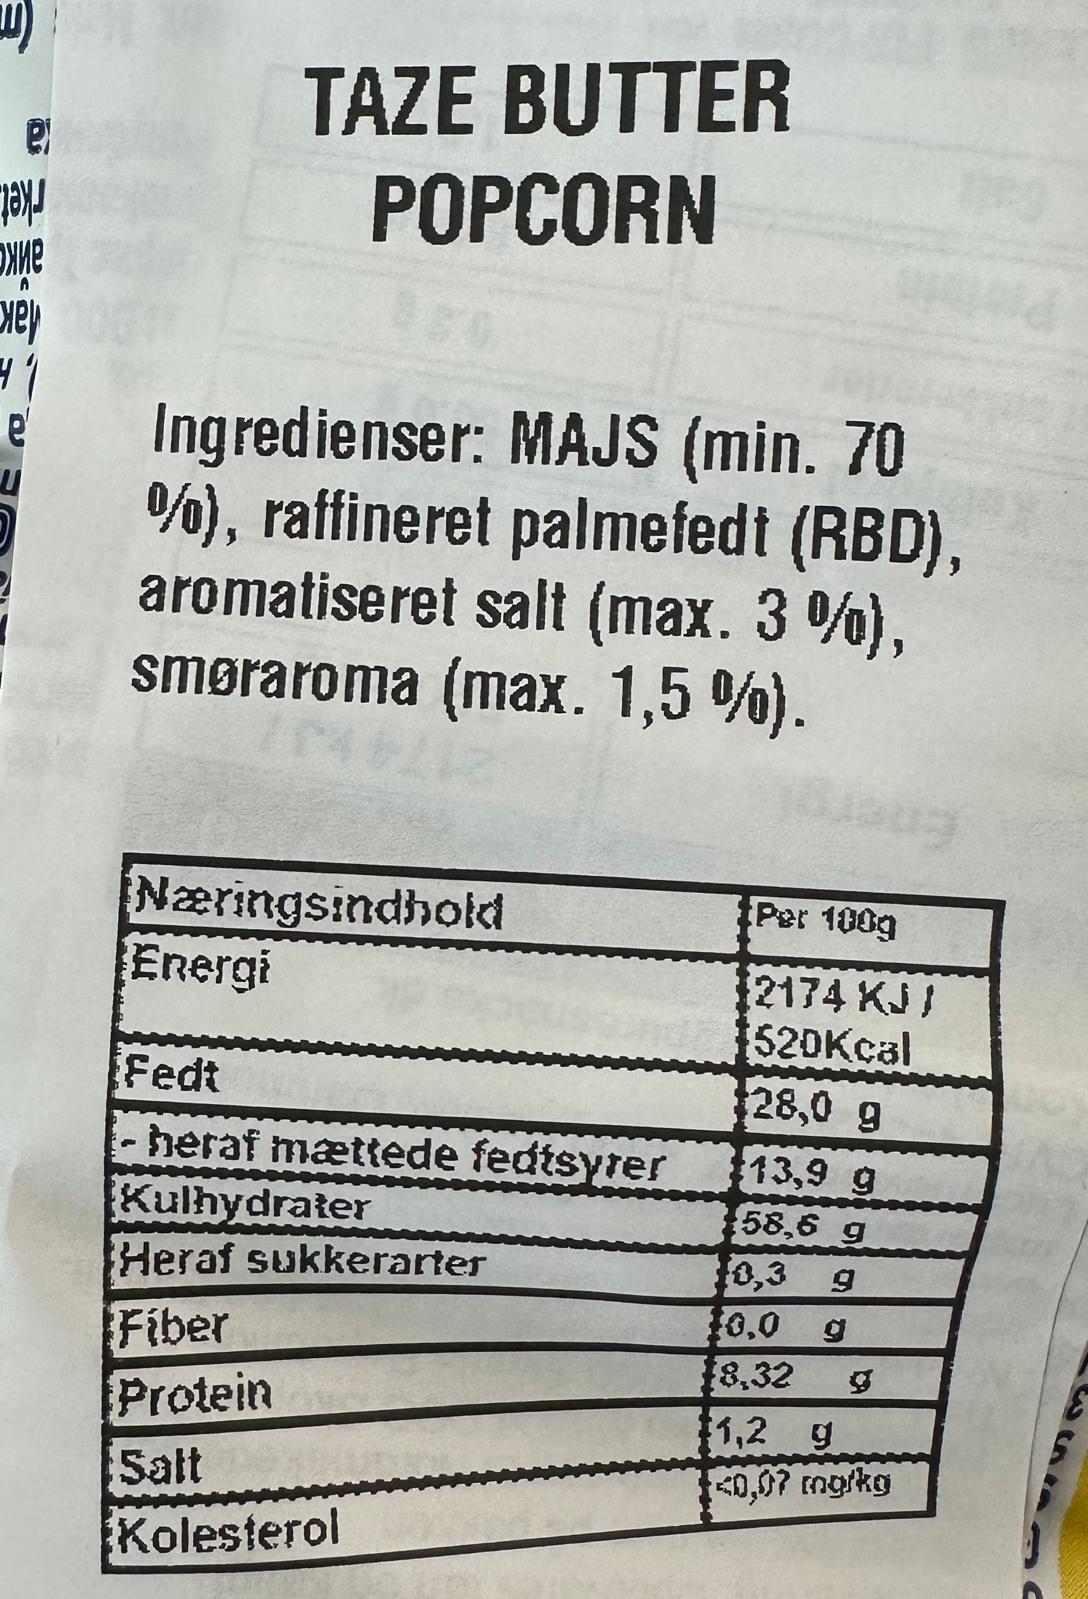 TAZE BUTTER
POPCORN
Ingredienser: MAJS (min. 70
%), raffineret palmefedt (RBD),
aromatiseret salt (max. 3 %),
smøraroma (max. 1,5 %).
Næringsindhold Per 100g
Energi 2174 KJ /
520Kcal
Fedt 28,0 g
- heraf mættede fedtsyrer 13,9 g
Kulhydrater 58,6 g
Heraf sukkerarter 0,3 g
Fiber 0,0 g
Protein 8,32 g
Salt 1,2 g
Kolesterol <0,07 mg/kg